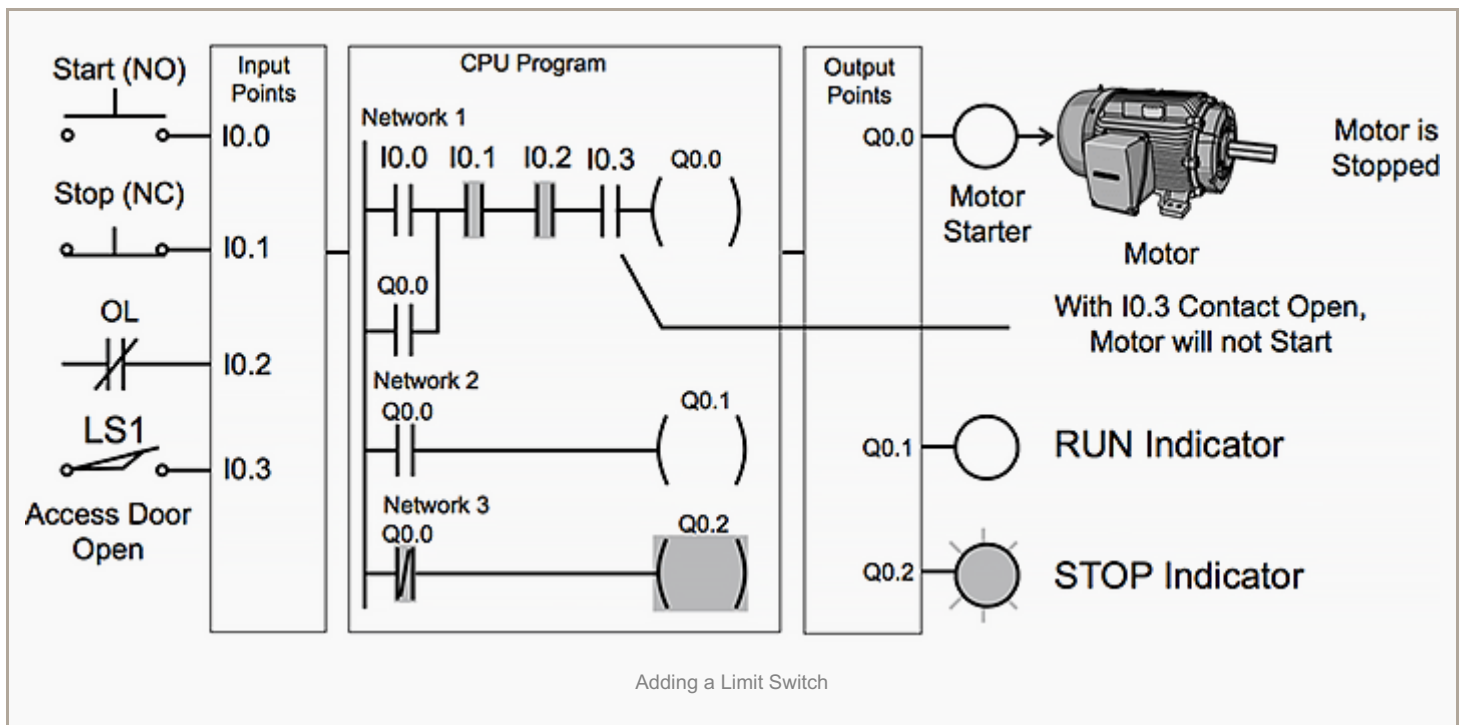 Start (NO)
Input
Points
CPU Program
Output
Points
I0.0
Network 1
Q0.0
Motor is
Stopped
I0.0 I0.1 I0.2 I0.3 Q0.0
Stop (NC)
Motor
Starter
I0.1
Motor
Q0.0
With I0.3 Contact Open,
Motor will not Start
OL
I0.2
Network 2
Q0.0
Q0.1
LS1
I0.3
Q0.1
RUN Indicator
Access Door
Open
Network 3
Q0.0
Q0.2
Q0.2
STOP Indicator
Adding a Limit Switch